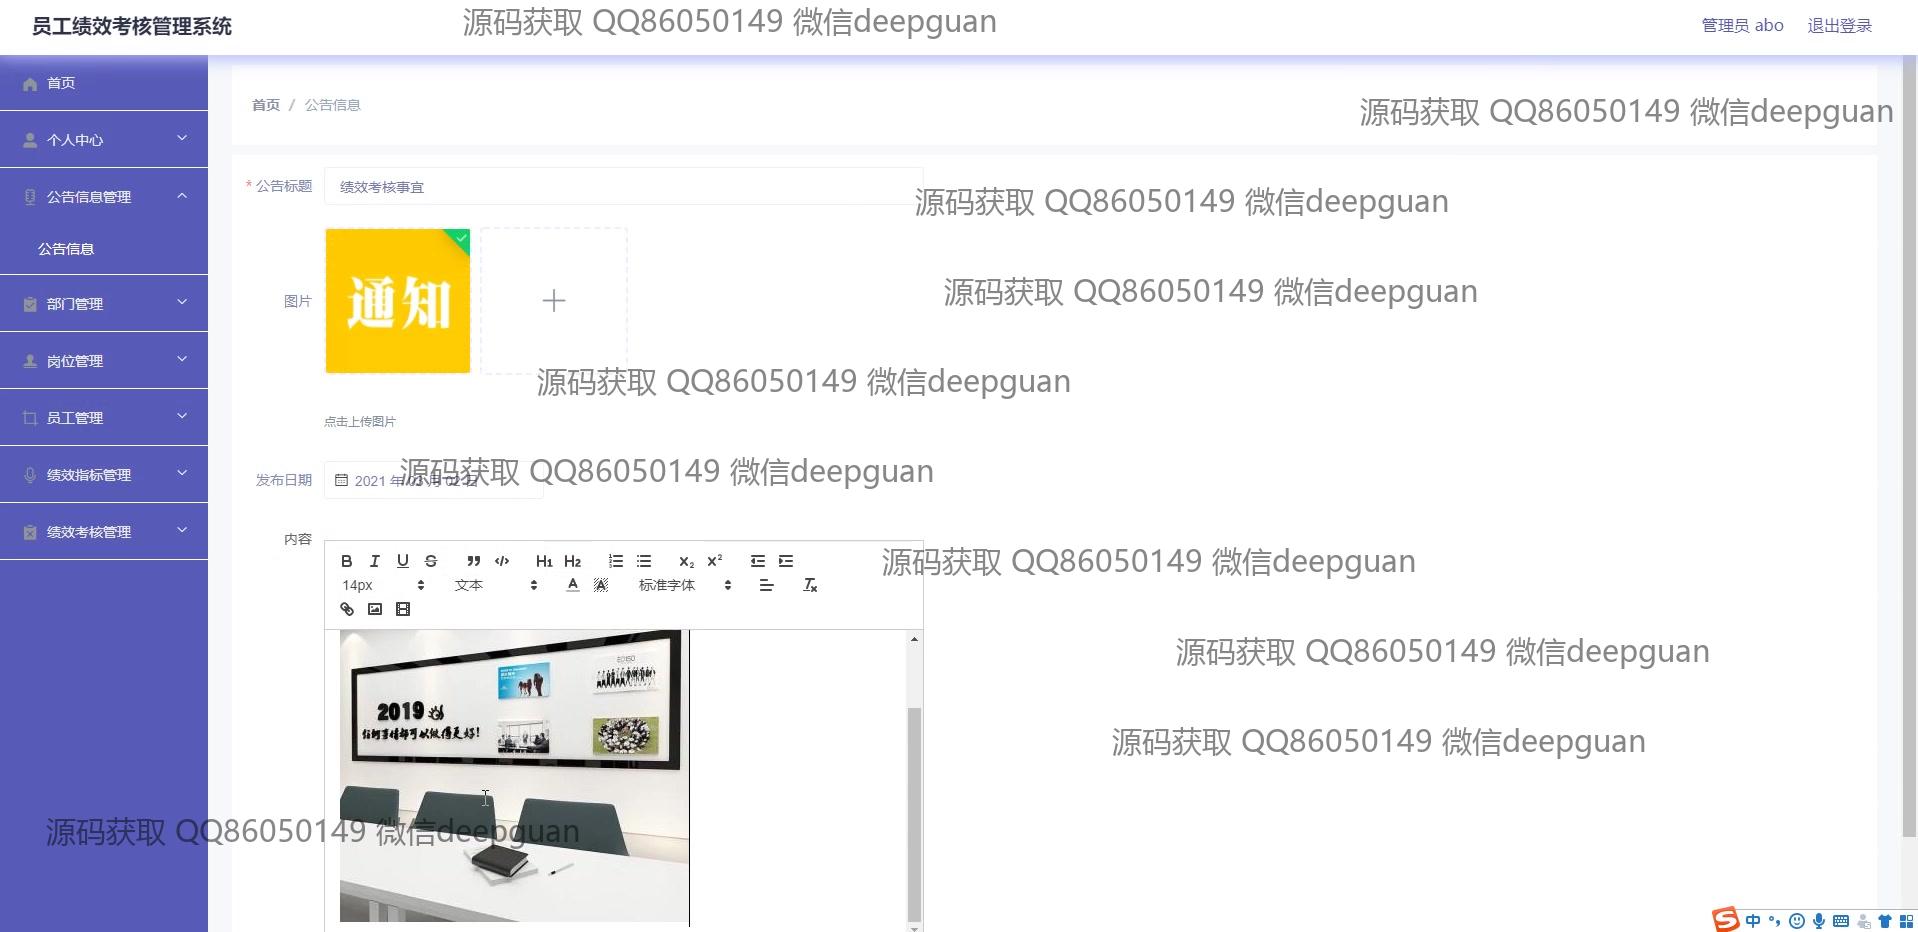 员工绩效考核管理系统
源码获取 QQ86050149 微信deepguan
管理员 abo
退出登录
首页
个人中心
公告信息管理
公告信息
部门管理
岗位管理
员工管理
绩效指标管理
绩效考核管理
首页 / 公告信息
源码获取 QQ86050149 微信deepguan
* 公告标题
绩效考核事宜
源码获取 QQ86050149 微信deepguan
图片
通知
源码获取 QQ86050149 微信deepguan
源码获取 QQ86050149 微信deepguan
点击上传图片
发布日期
2021 年 03 月 02 日
源码获取 QQ86050149 微信deepguan
内容
B I U S H1 H2 X2 X2
源码获取 QQ86050149 微信deepguan
14px 文本 A A 标准字体 Tx
源码获取 QQ86050149 微信deepguan
2019
任何事情都可以做得更好!
源码获取 QQ86050149 微信deepguan
源码获取 QQ86050149 微信deepguan
中